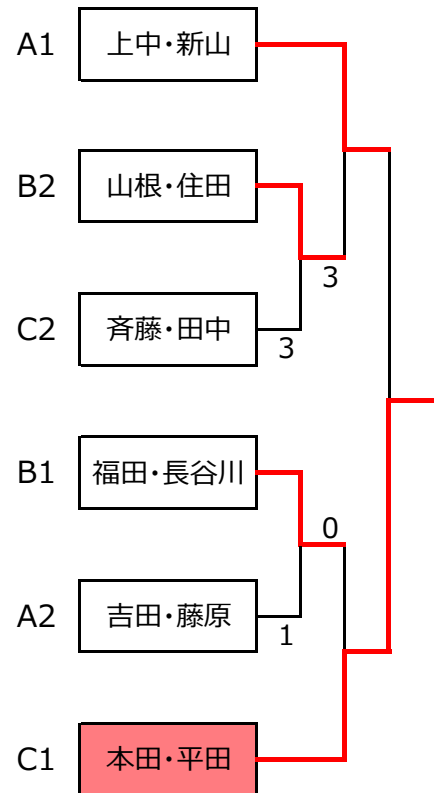 A1 上中・新山
B2 山根・住田
3
C2 斉藤・田中
3
B1 福田・長谷川
0
A2 吉田・藤原
1
C1 本田・平田